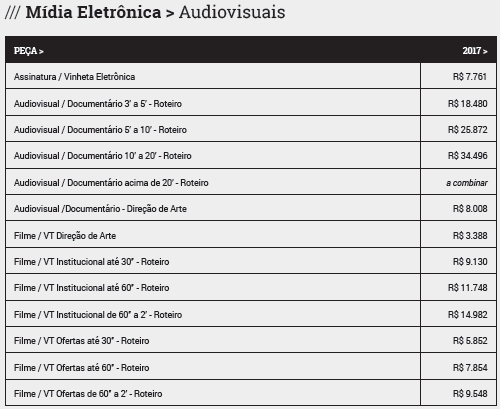 /// Mídia Eletrônica > Audiovisuais
PEÇA > 2017 >
Assinatura / Vinheta Eletrônica R$ 7.761
Audiovisual / Documentário 3' a 5' - Roteiro R$ 18.480
Audiovisual / Documentário 5' a 10' - Roteiro R$ 25.872
Audiovisual / Documentário 10' a 20' - Roteiro R$ 34.496
Audiovisual / Documentário acima de 20' - Roteiro a combinar
Audiovisual /Documentário - Direção de Arte R$ 8.008
Filme / VT Direção de Arte R$ 3.388
Filme / VT Institucional até 30" - Roteiro R$ 9.130
Filme / VT Institucional até 60" - Roteiro R$ 11.748
Filme / VT Institucional de 60" a 2' - Roteiro R$ 14.982
Filme / VT Ofertas até 30" - Roteiro R$ 5.852
Filme / VT Ofertas até 60" - Roteiro R$ 7.854
Filme / VT Ofertas de 60" a 2' - Roteiro R$ 9.548